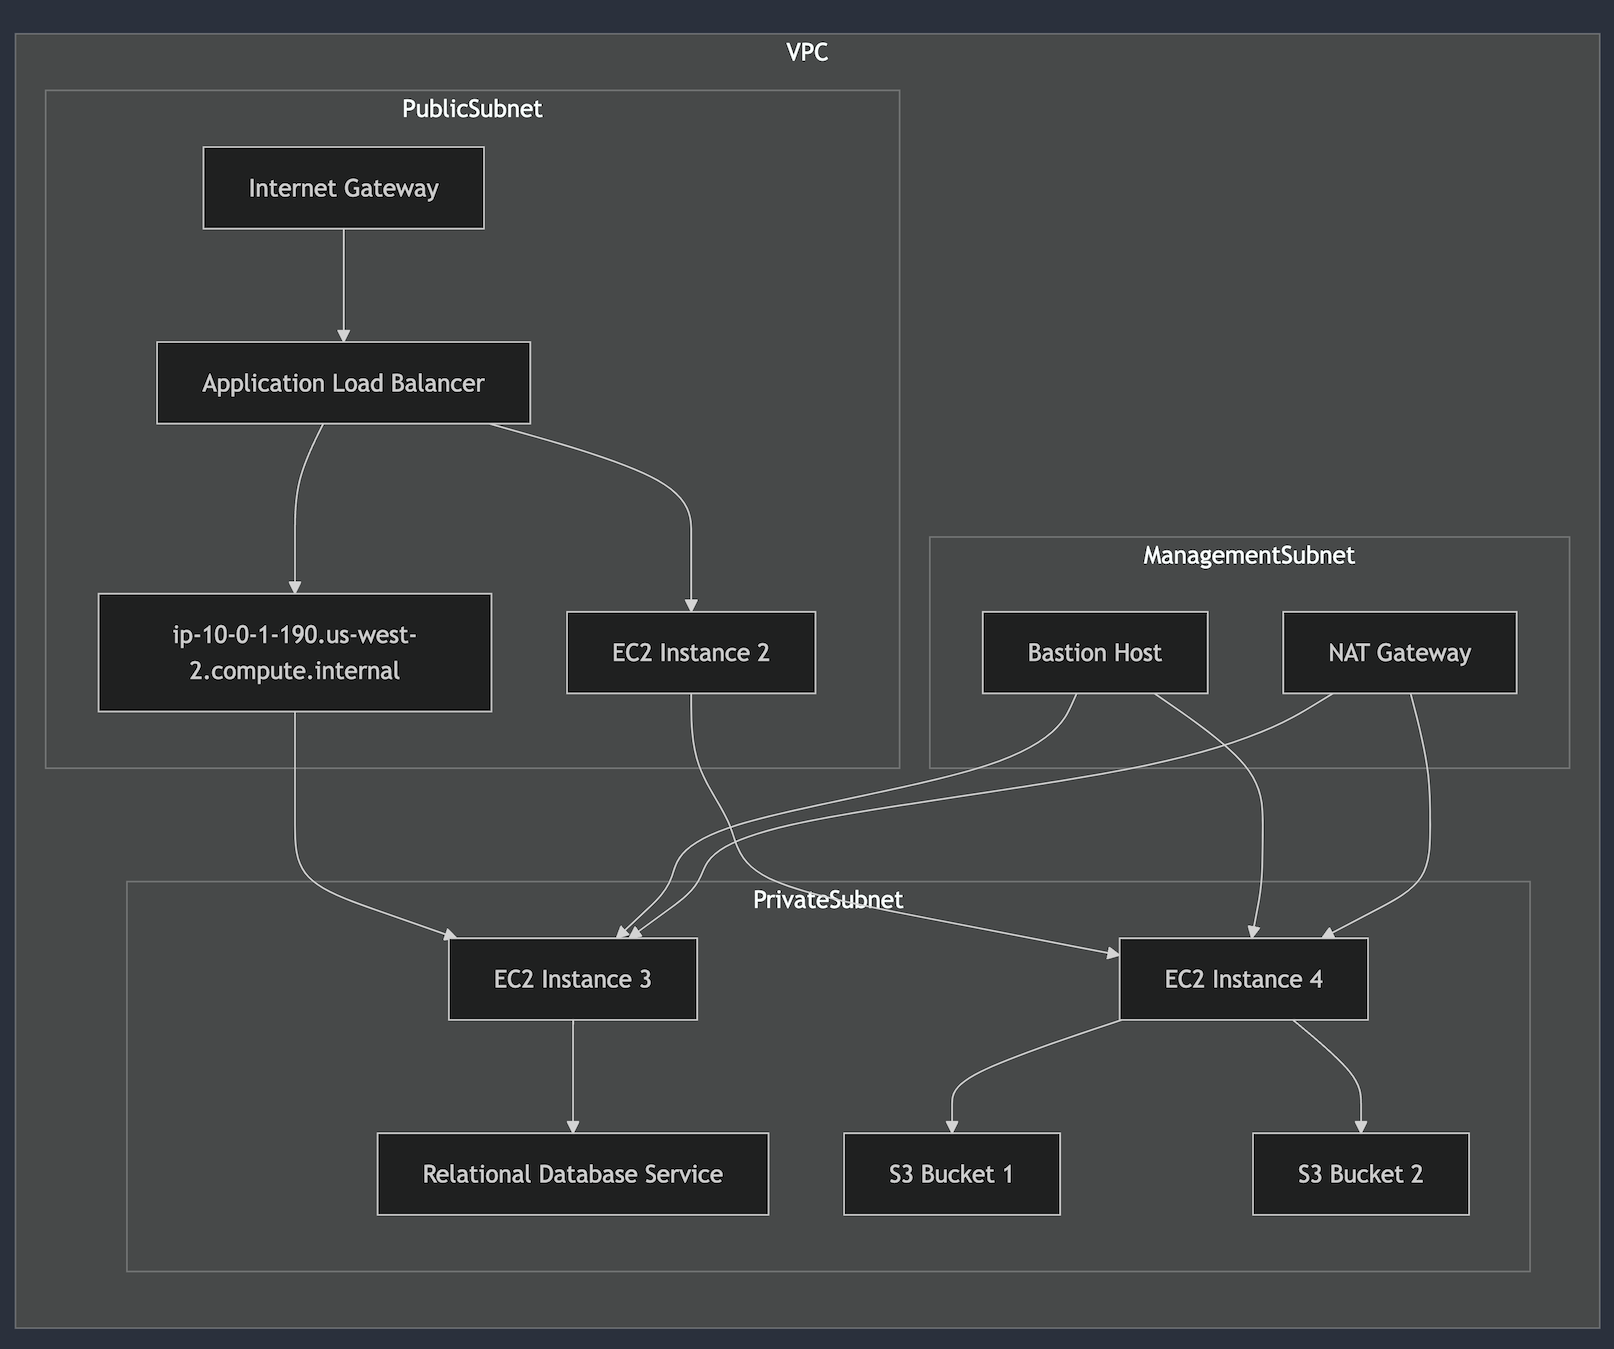 VPC
PublicSubnet
Internet Gateway
Application Load Balancer
ip-10-0-1-190.us-west-
2.compute.internal
EC2 Instance 2
ManagementSubnet
Bastion Host
NAT Gateway
PrivateSubnet
EC2 Instance 3
EC2 Instance 4
Relational Database Service
S3 Bucket 1
S3 Bucket 2